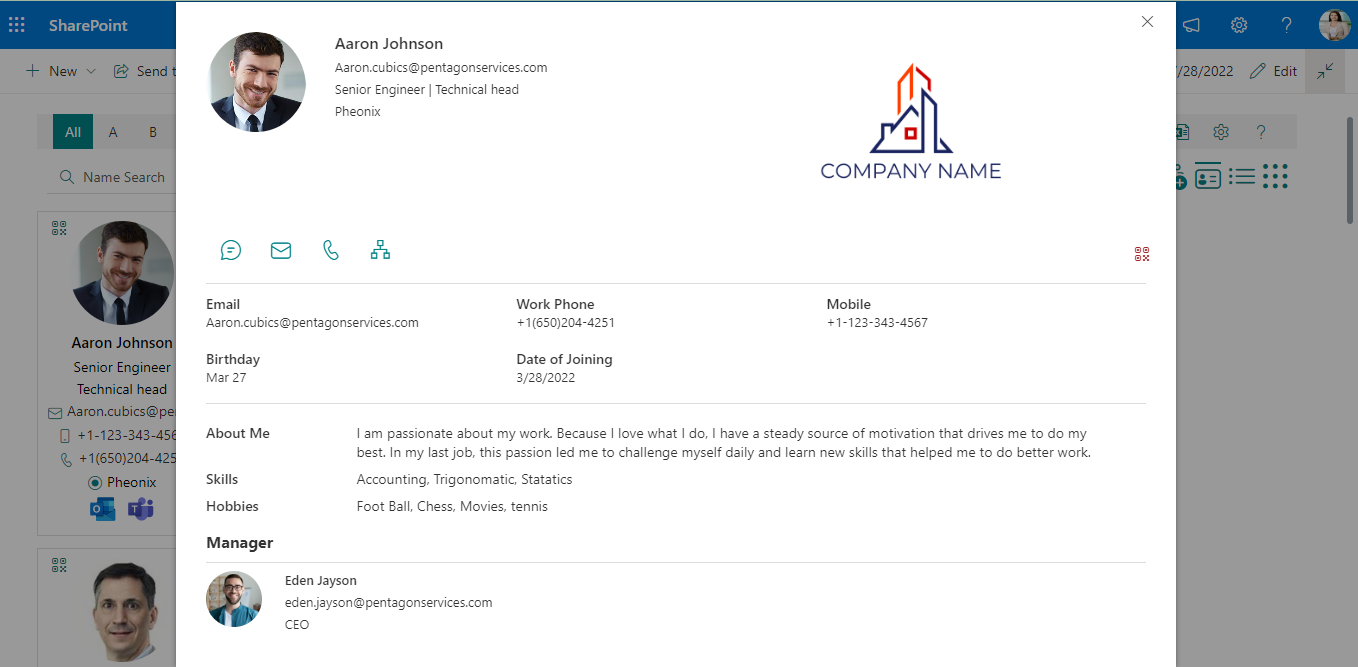 SharePoint
New
Send t
/28/2022
Edit
All
A
B
Name Search
Aaron Johnson
Senior Engineer
Technical head
Aaron.cubics@pe
+1-123-343-456
+1(650)204-425
Pheonix
Aaron Johnson
Aaron.cubics@pentagonservices.com
Senior Engineer | Technical head
Pheonix
COMPANY NAME
Email
Aaron.cubics@pentagonservices.com
Work Phone
+1(650)204-4251
Mobile
+1-123-343-4567
Birthday
Mar 27
Date of Joining
3/28/2022
About Me
I am passionate about my work. Because I love what I do, I have a steady source of motivation that drives me to do my
best. In my last job, this passion led me to challenge myself daily and learn new skills that helped me to do better work.
Skills
Accounting, Trigonomatic, Statatics
Hobbies
Foot Ball, Chess, Movies, tennis
Manager
Eden Jayson
eden.jayson@pentagonservices.com
CEO